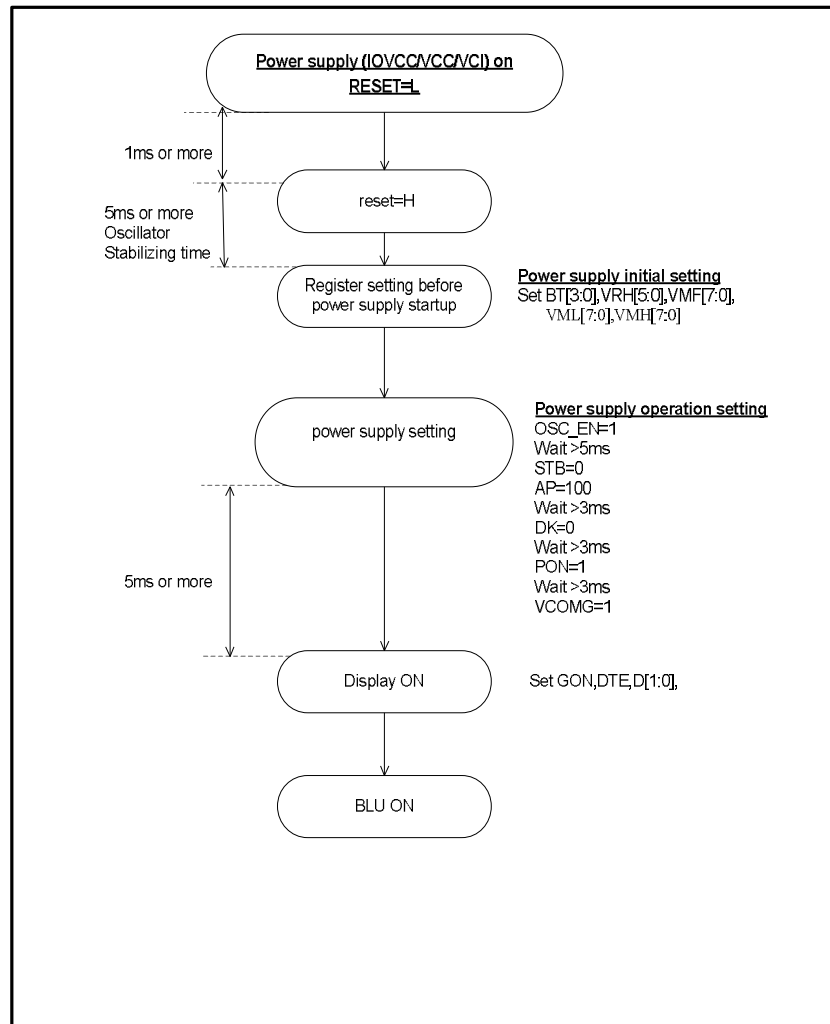 Power supply (IOVCC/VCC/VCI) on
RESET=L
1ms or more
reset=H
5ms or more
Oscillator
Stabilizing time
Register setting before
power supply startup
Power supply initial setting
Set BT[3:0],VRH[5:0],VMF[7:0],
VML[7:0],VMH[7:0]
power supply setting
Power supply operation setting
OSC_EN=1
Wait >5ms
STB=0
AP=100
Wait >3ms
DK=0
Wait >3ms
PON=1
Wait >3ms
VCOMG=1
5ms or more
Display ON
Set GON,DTE,D[1:0],
BLU ON